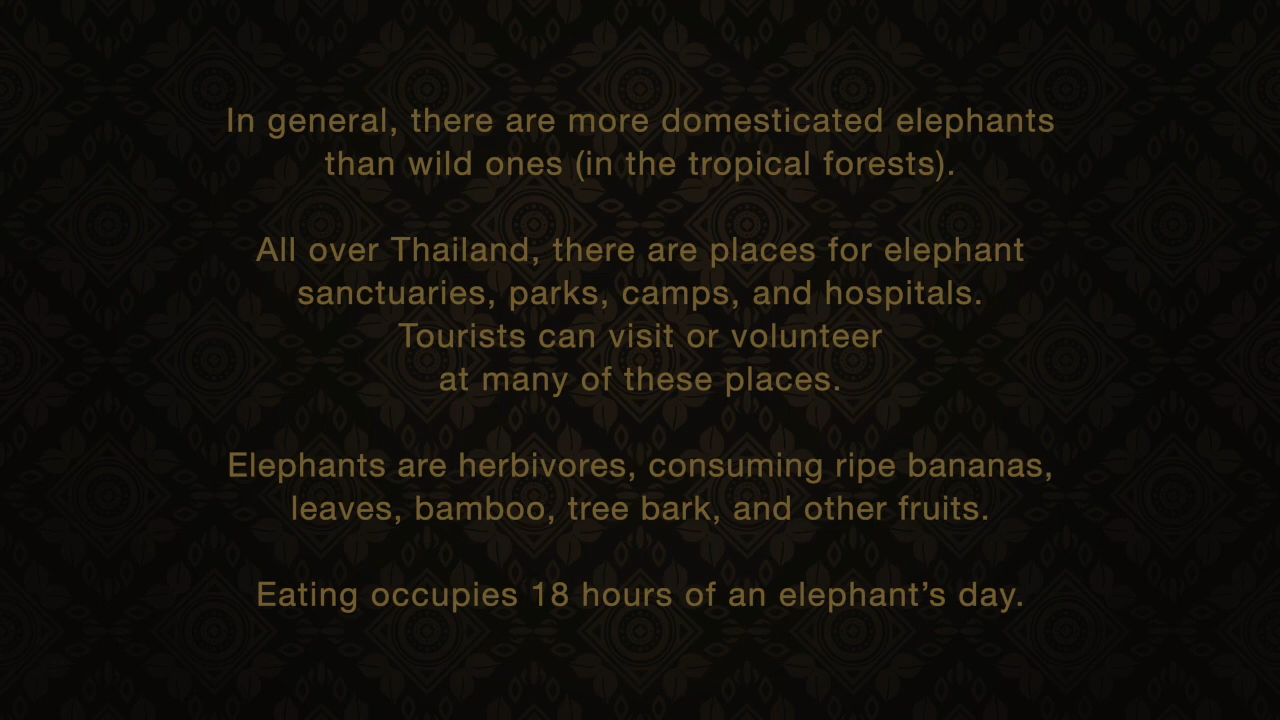 In general, there are more domesticated elephants
than wild ones (in the tropical forests).
All over Thailand, there are places for elephant
sanctuaries, parks, camps, and hospitals.
Tourists can visit or volunteer
at many of these places.
Elephants are herbivores, consuming ripe bananas,
leaves, bamboo, tree bark, and other fruits.
Eating occupies 18 hours of an elephant’s day.